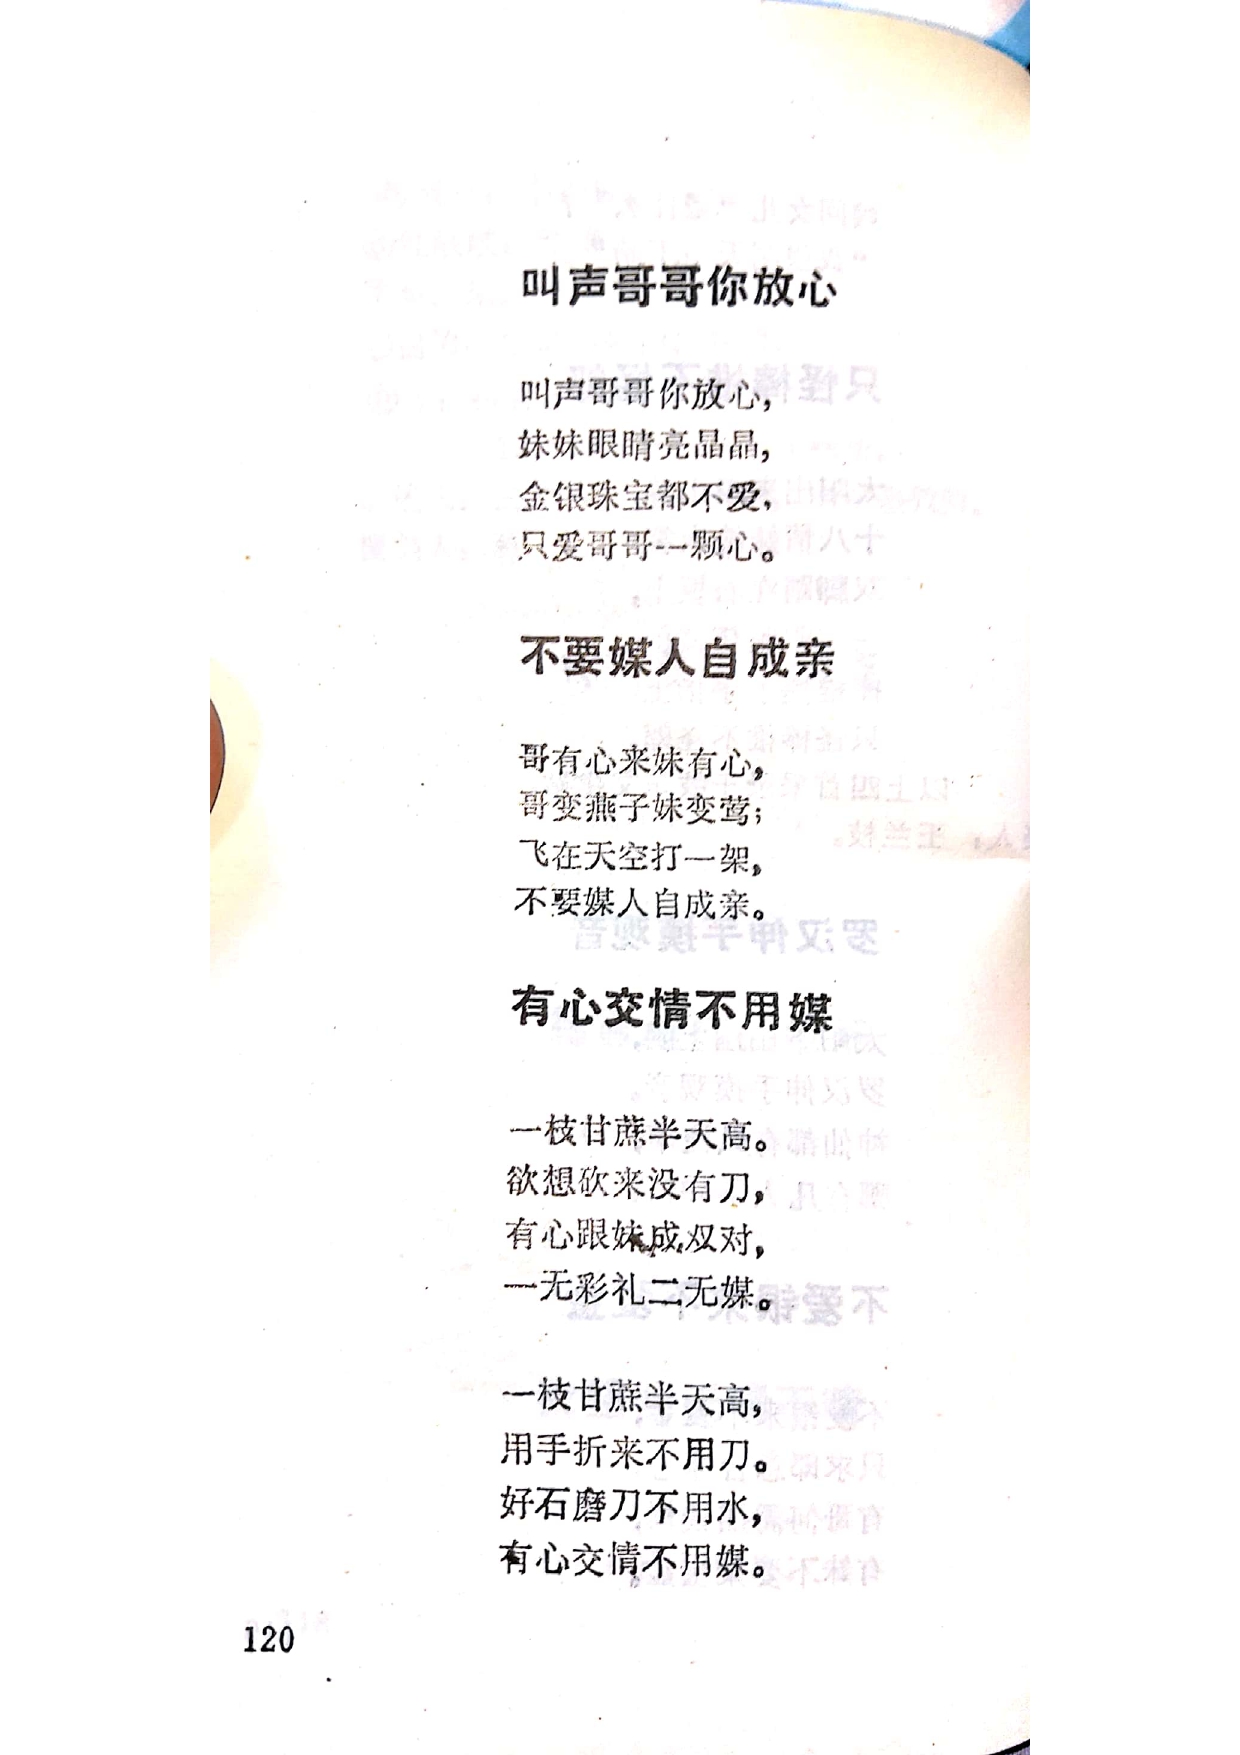 叫声哥哥你放心
叫声哥哥你放心，
妹妹眼睛亮晶晶，
金银珠宝都不爱，
只爱哥哥一颗心。
不要媒人自成亲
哥有心来妹有心，
哥变燕子妹变莺；
飞在天空打一架，
不要媒人自成亲。
有心交情不用媒
一枝甘蔗半天高。
欲想砍来没有刀，
有心跟妹成双对，
一无彩礼二无媒。
一枝甘蔗半天高，
用手折来不用刀。
好石磨刀不用水，
有心交情不用媒。
120